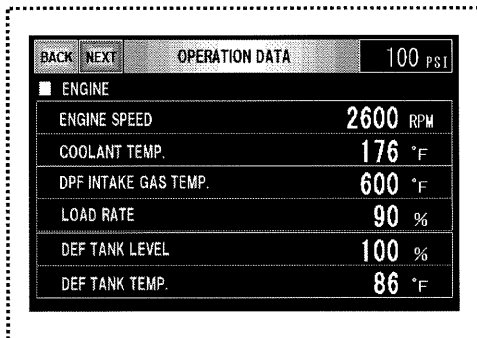 BACK NEXT OPERATION DATA 100 PSI
ENGINE
ENGINE SPEED 2600 RPM
COOLANT TEMP. 176 °F
DPF INTAKE GAS TEMP. 600 °F
LOAD RATE 90 %
DEF TANK LEVEL 100 %
DEF TANK TEMP. 86 °F